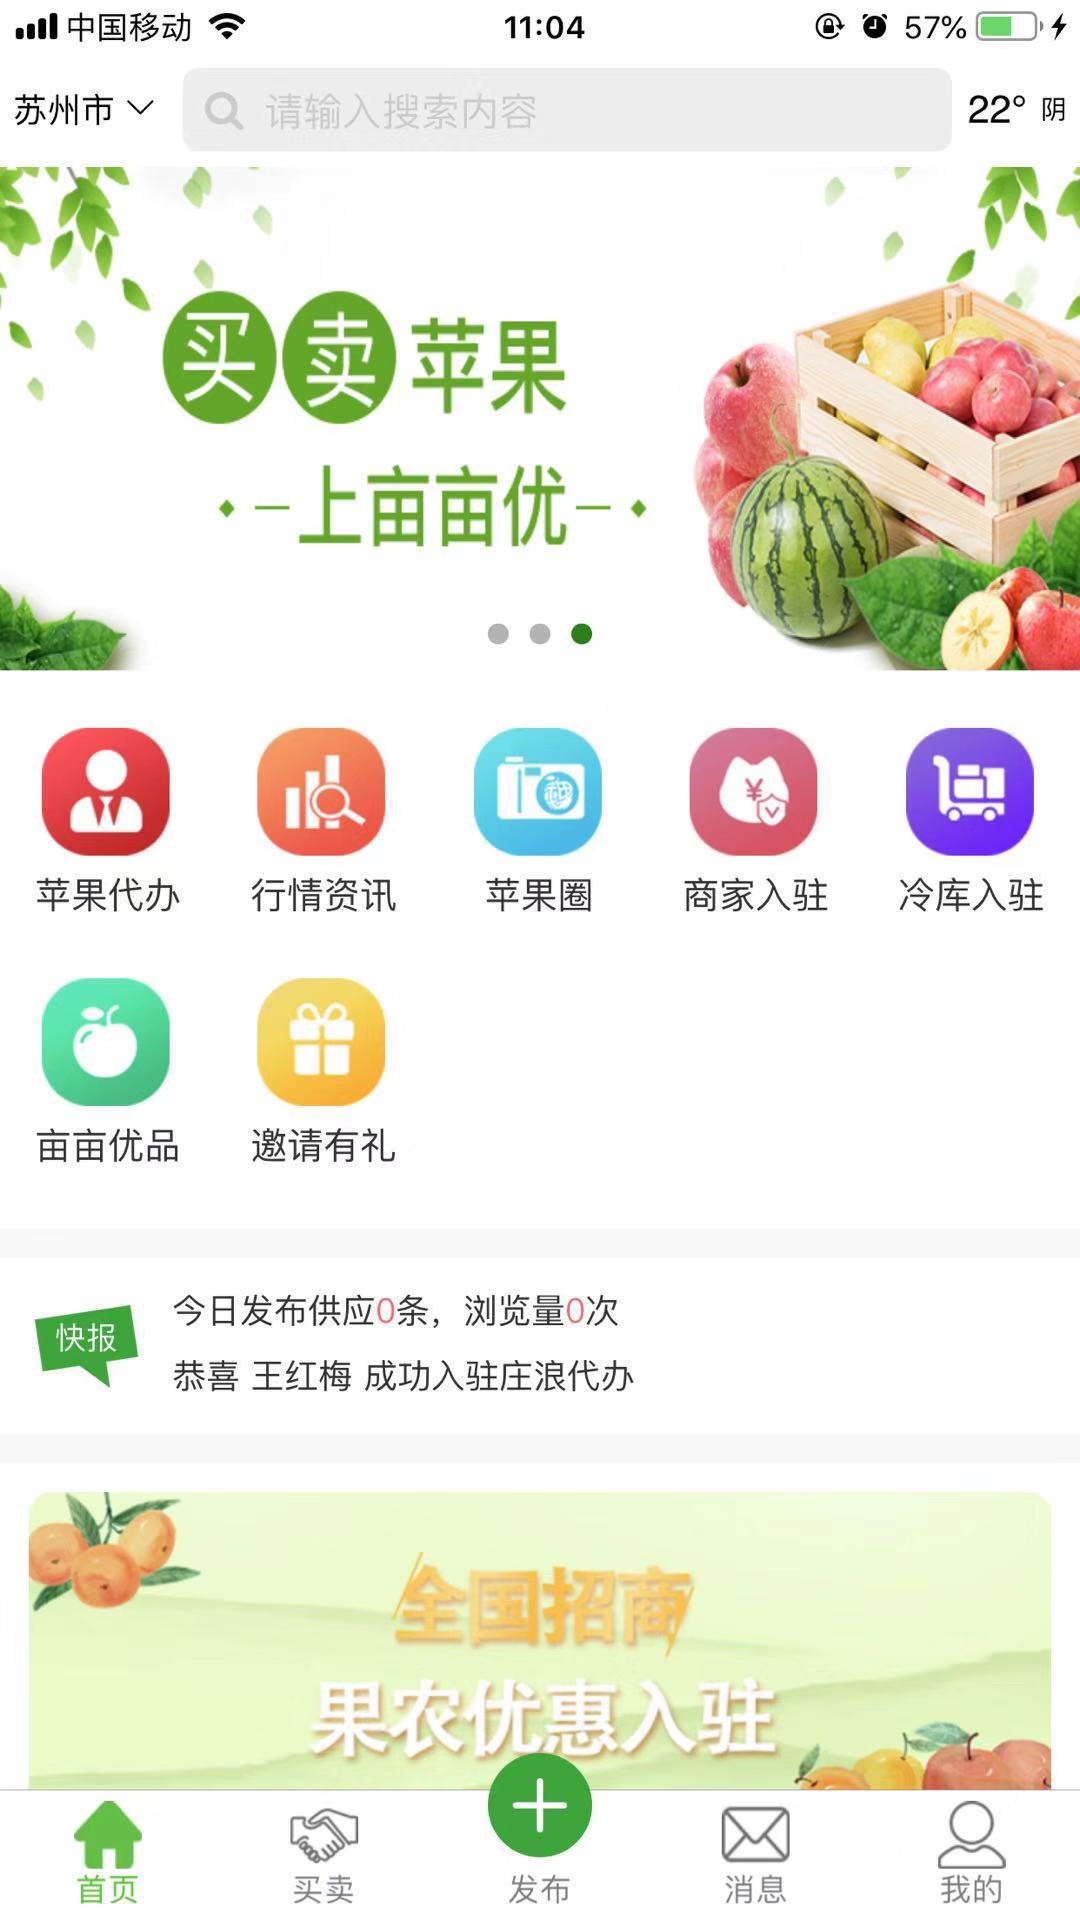 中国移动 11:04 57%
苏州市 请输入搜索内容 22° 阴
买卖苹果
上亩亩优
苹果代办 行情资讯 苹果圈 商家入驻 冷库入驻
亩亩优品 邀请有礼
快报
今日发布供应0条，浏览量0次
恭喜 王红梅 成功入驻庄浪代办
全国招商
果农优惠入驻
首页 买卖 发布 消息 我的